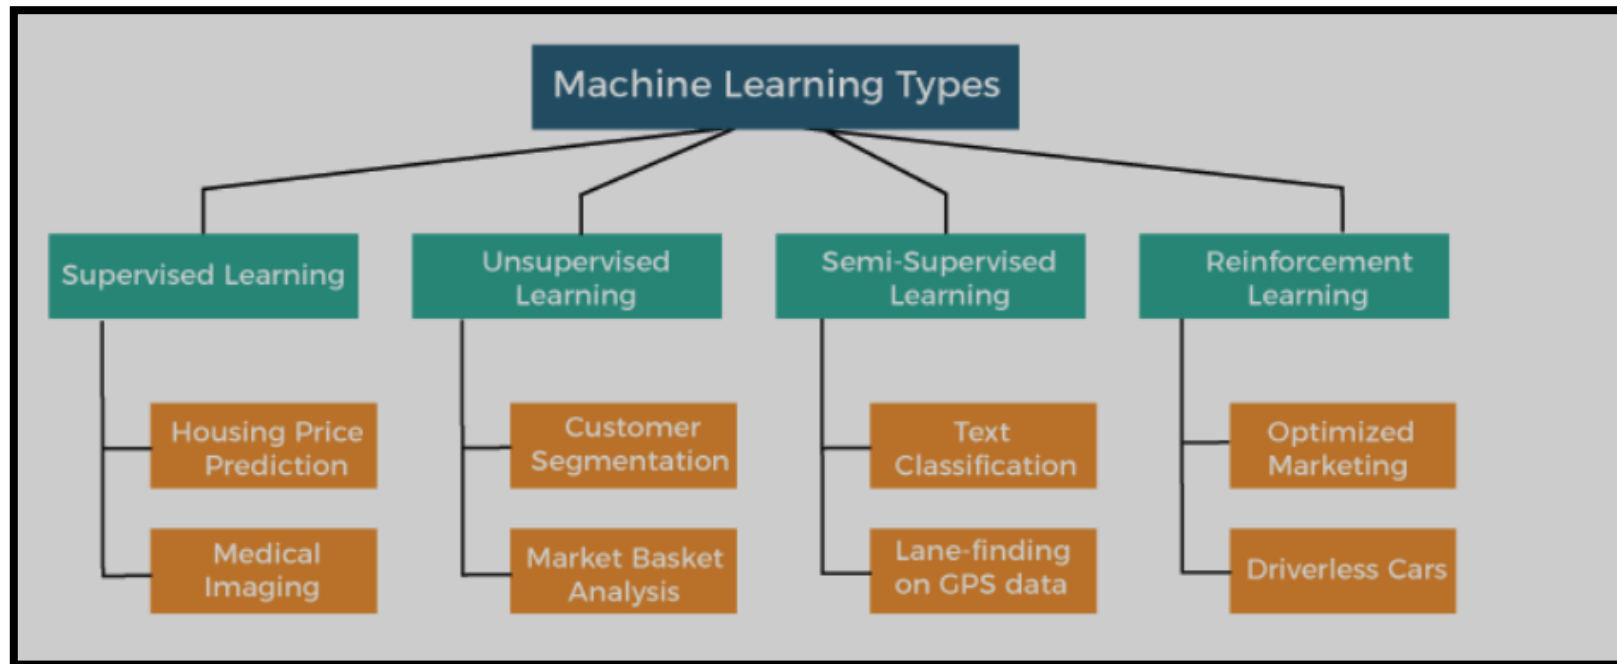 Machine Learning Types
Supervised Learning
Unsupervised
Learning
Semi-Supervised
Learning
Reinforcement
Learning
Housing Price
Prediction
Customer
Segmentation
Text
Classification
Optimized
Marketing
Medical
Imaging
Market Basket
Analysis
Lane-finding
on GPS data
Driverless Cars